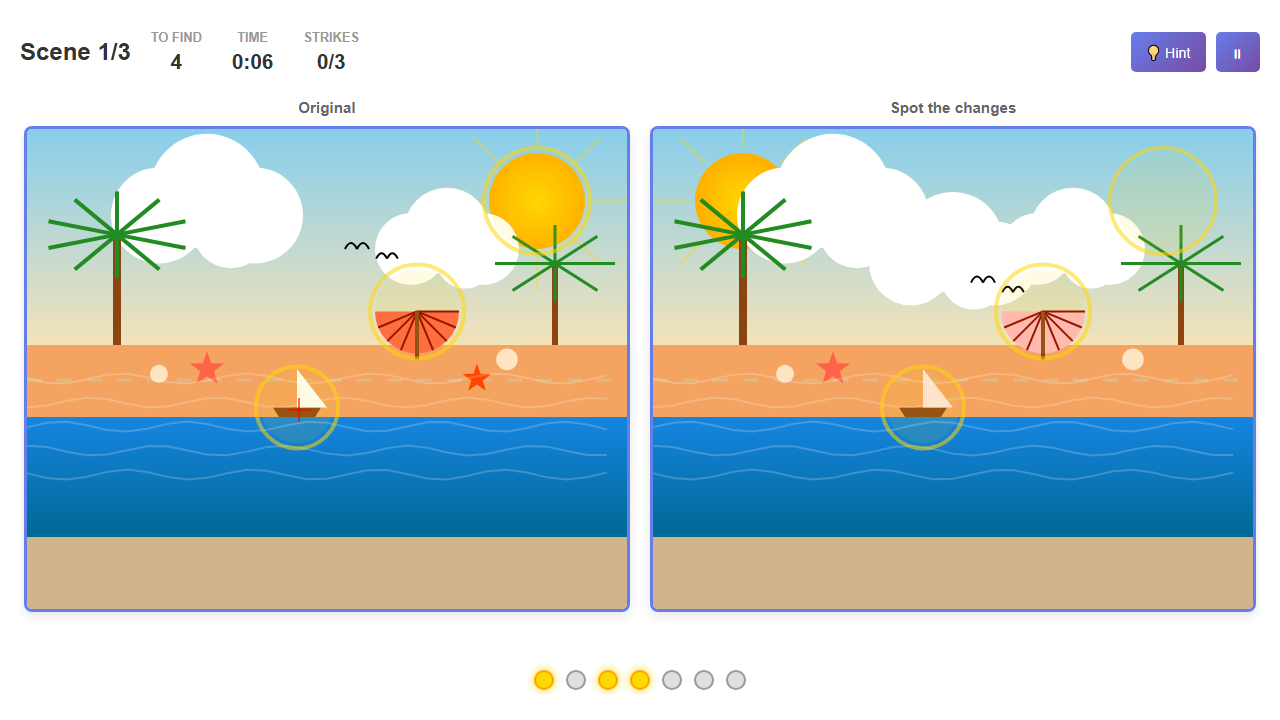 Scene 1/3
TO FIND
4
TIME
0:06
STRIKES
0/3
💡 Hint
⏸
Original
Spot the changes